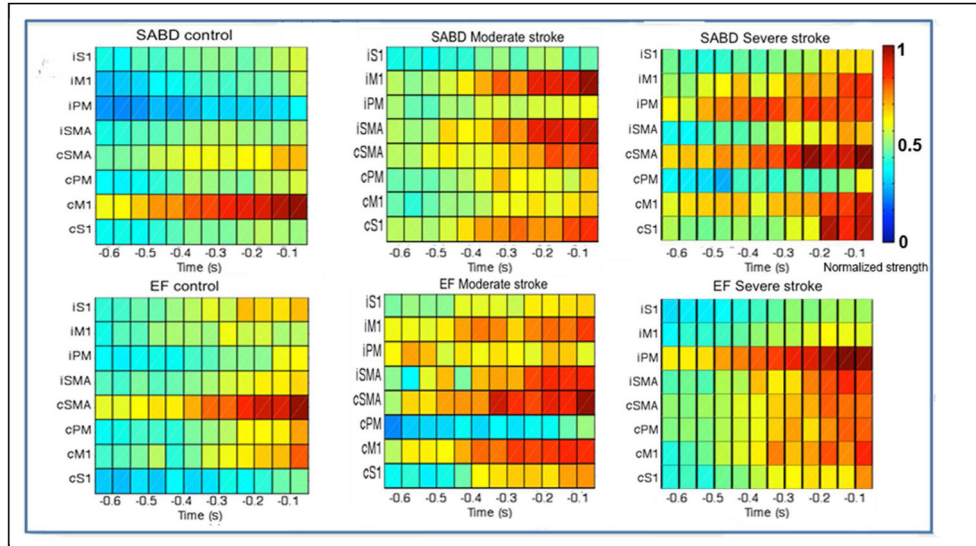 SABD control
SABD Moderate stroke
SABD Severe stroke
iS1
iM1
iPM
iSMA
cSMA
cPM
cM1
cS1
-0.6 -0.5 -0.4 -0.3 -0.2 -0.1
Time (s)
iS1
iM1
iPM
iSMA
cSMA
cPM
cM1
cS1
-0.6 -0.5 -0.4 -0.3 -0.2 -0.1
Time (s)
iS1
iM1
iPM
iSMA
cSMA
cPM
cM1
cS1
-0.6 -0.5 -0.4 -0.3 -0.2 -0.1
Time (s)
1
0.5
0
Normalized strength
EF control
EF Moderate stroke
EF Severe stroke
iS1
iM1
iPM
iSMA
cSMA
cPM
cM1
cS1
-0.6 -0.5 -0.4 -0.3 -0.2 -0.1
Time (s)
iS1
iM1
iPM
iSMA
cSMA
cPM
cM1
cS1
-0.6 -0.5 -0.4 -0.3 -0.2 -0.1
Time (s)
iS1
iM1
iPM
iSMA
cSMA
cPM
cM1
cS1
-0.6 -0.5 -0.4 -0.3 -0.2 -0.1
Time (s)